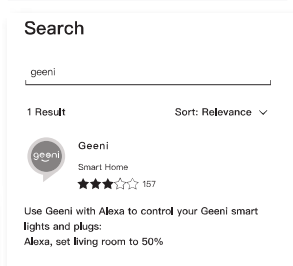 Search
geeni
1 Result Sort: Relevance
geeni
Geeni
Smart Home
157
Use Geeni with Alexa to control your Geeni smart
lights and plugs:
Alexa, set living room to 50%